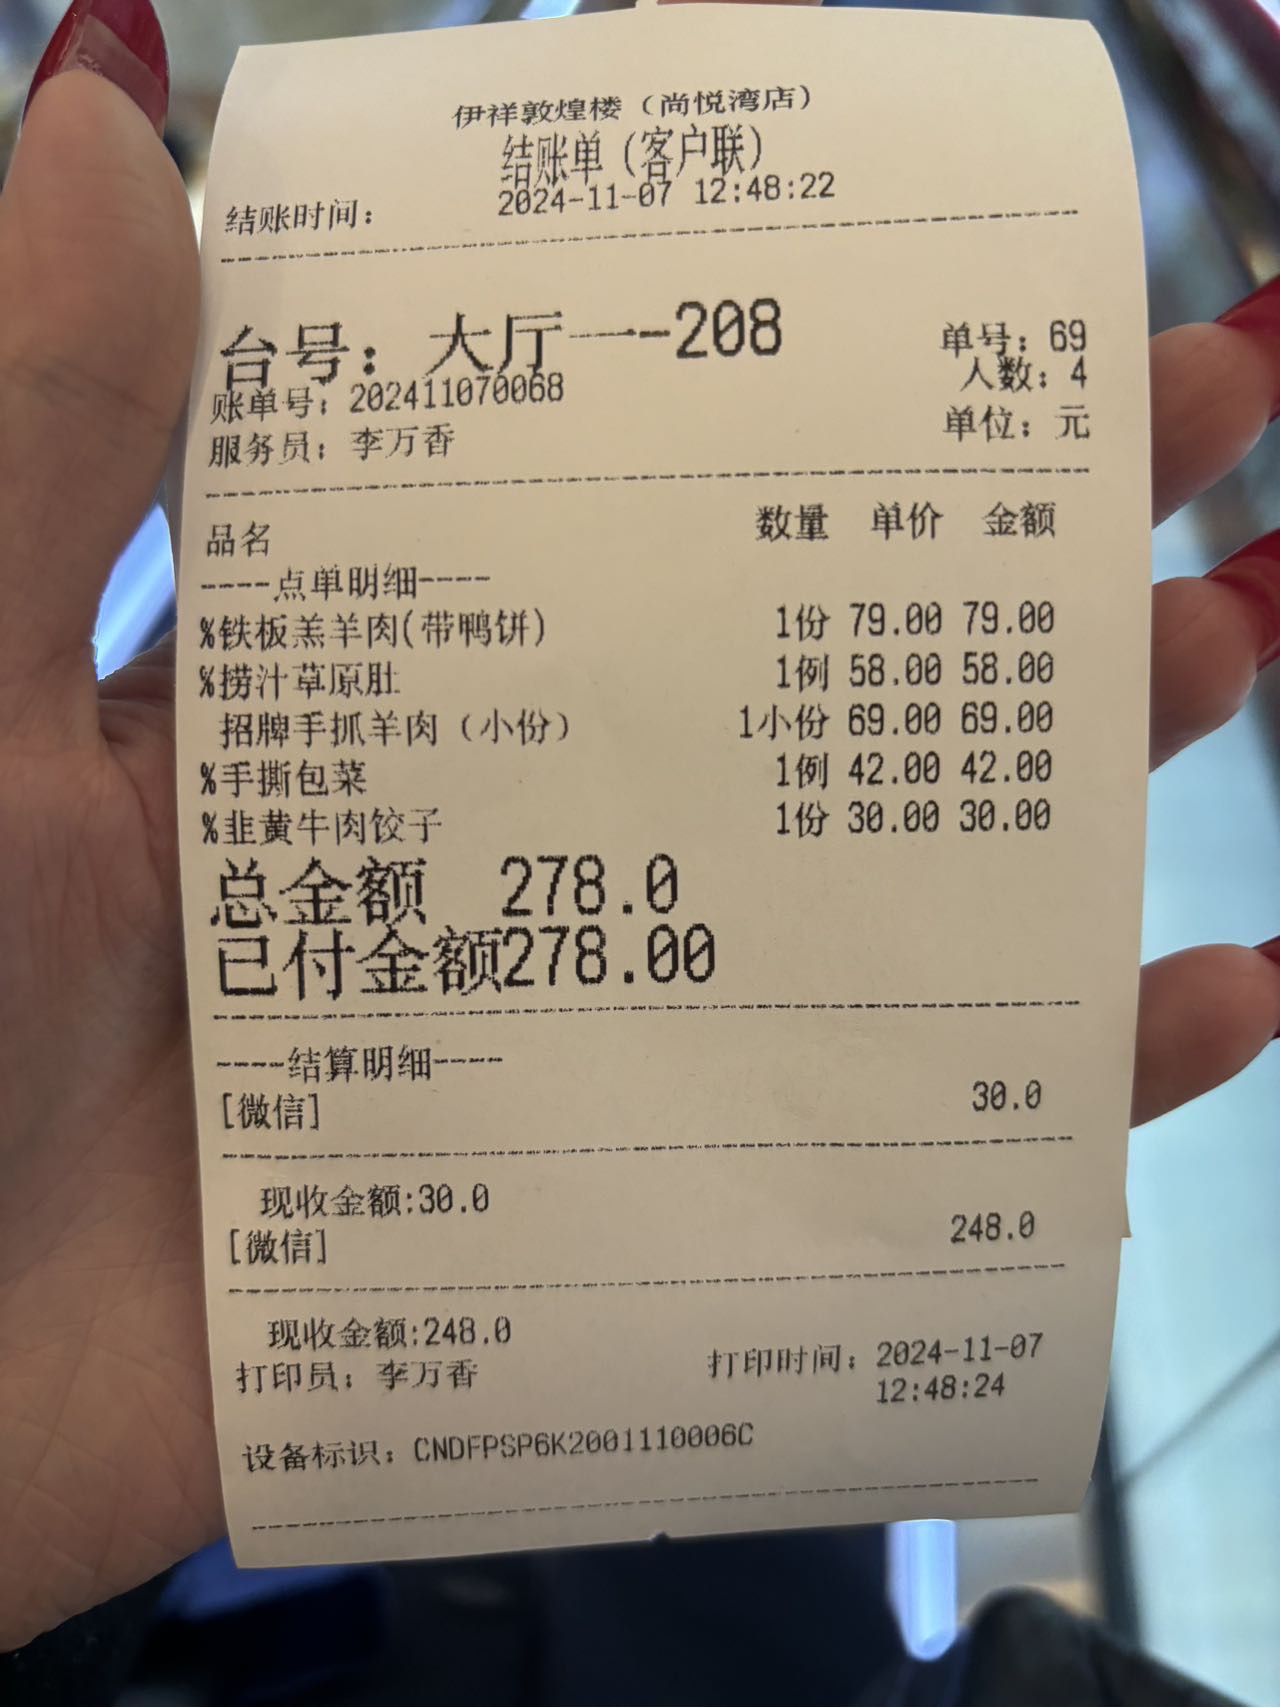 伊祥敦煌楼（尚悦湾店）
结账单（客户联）
结账时间： 2024-11-07 12:48:22
台号： 大厅一-208 单号：69
人数：4
账单号：202411070068
服务员：李万香 单位：元
品名 数量 单价 金额
----点单明细----
%铁板羔羊肉(带鸭饼) 1份 79.00 79.00
%捞汁草原肚 1例 58.00 58.00
招牌手抓羊肉（小份） 1小份 69.00 69.00
%手撕包菜 1例 42.00 42.00
%韭黄牛肉饺子 1份 30.00 30.00
总金额 278.0
已付金额278.00
----结算明细----
[微信] 30.0
现收金额:30.0
[微信] 248.0
现收金额:248.0
打印员：李万香 打印时间：2024-11-07
12:48:24
设备标识：CNDFPSP6K2001110006C